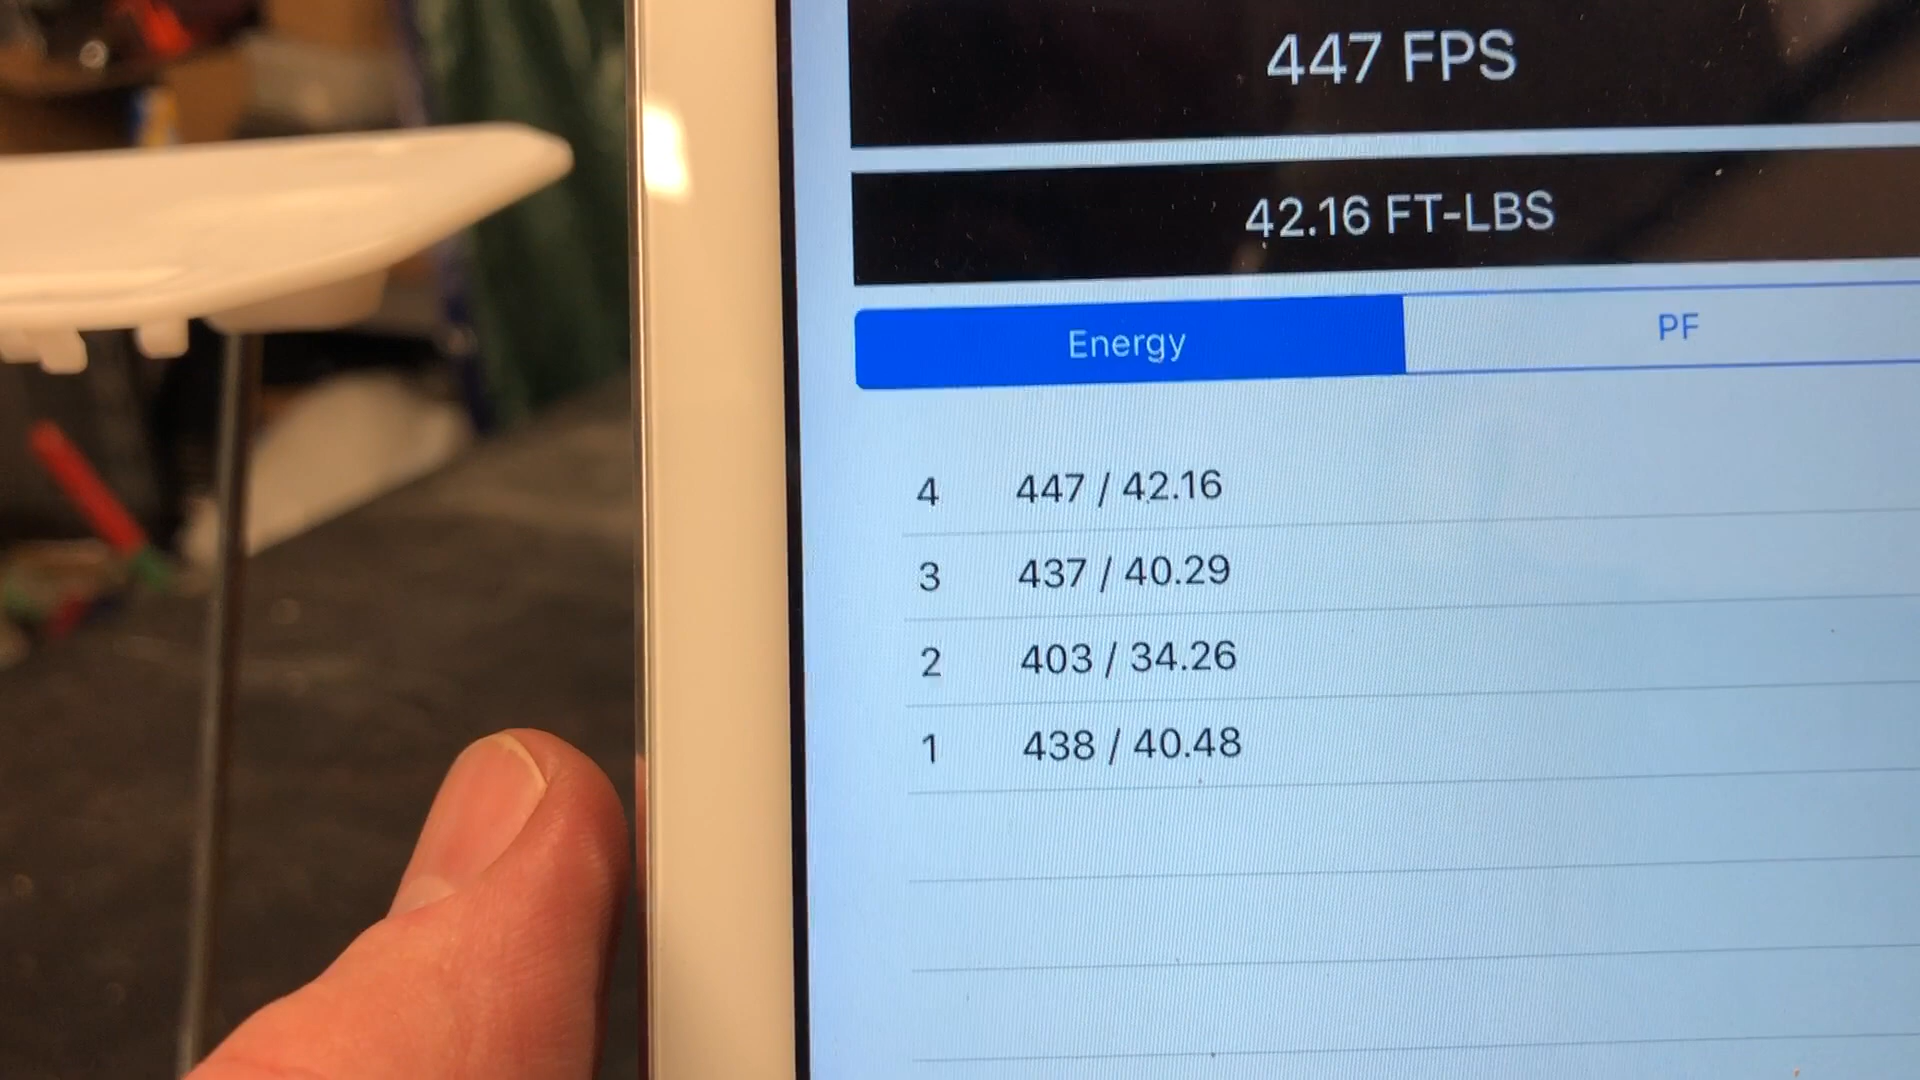 447 FPS
42.16 FT-LBS
Energy PF
4 447 / 42.16
3 437 / 40.29
2 403 / 34.26
1 438 / 40.48